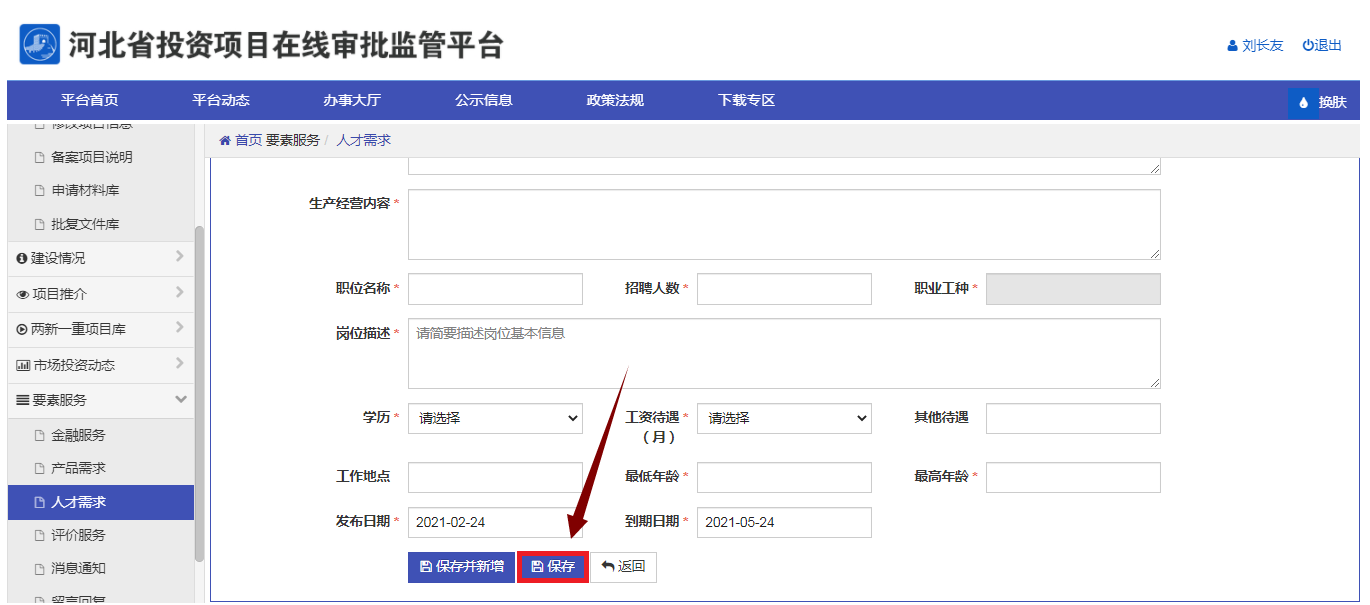 河北省投资项目在线审批监管平台
刘长友 退出
平台首页 平台动态 办事大厅 公示信息 政策法规 下载专区 换肤
首页 要素服务 / 人才需求
修改项目信息
备案项目说明
申请材料库
批复文件库
建设情况
项目推介
两新一重项目库
市场投资动态
要素服务
金融服务
产品需求
人才需求
评价服务
消息通知
留言回复
生产经营内容 *
职位名称 * 招聘人数 * 职业工种 *
岗位描述 * 请简要描述岗位基本信息
学历 * 请选择 工资待遇 * 请选择 其他待遇
（月）
工作地点 最低年龄 * 最高年龄 *
发布日期 * 2021-02-24 到期日期 * 2021-05-24
保存并新增 保存 返回